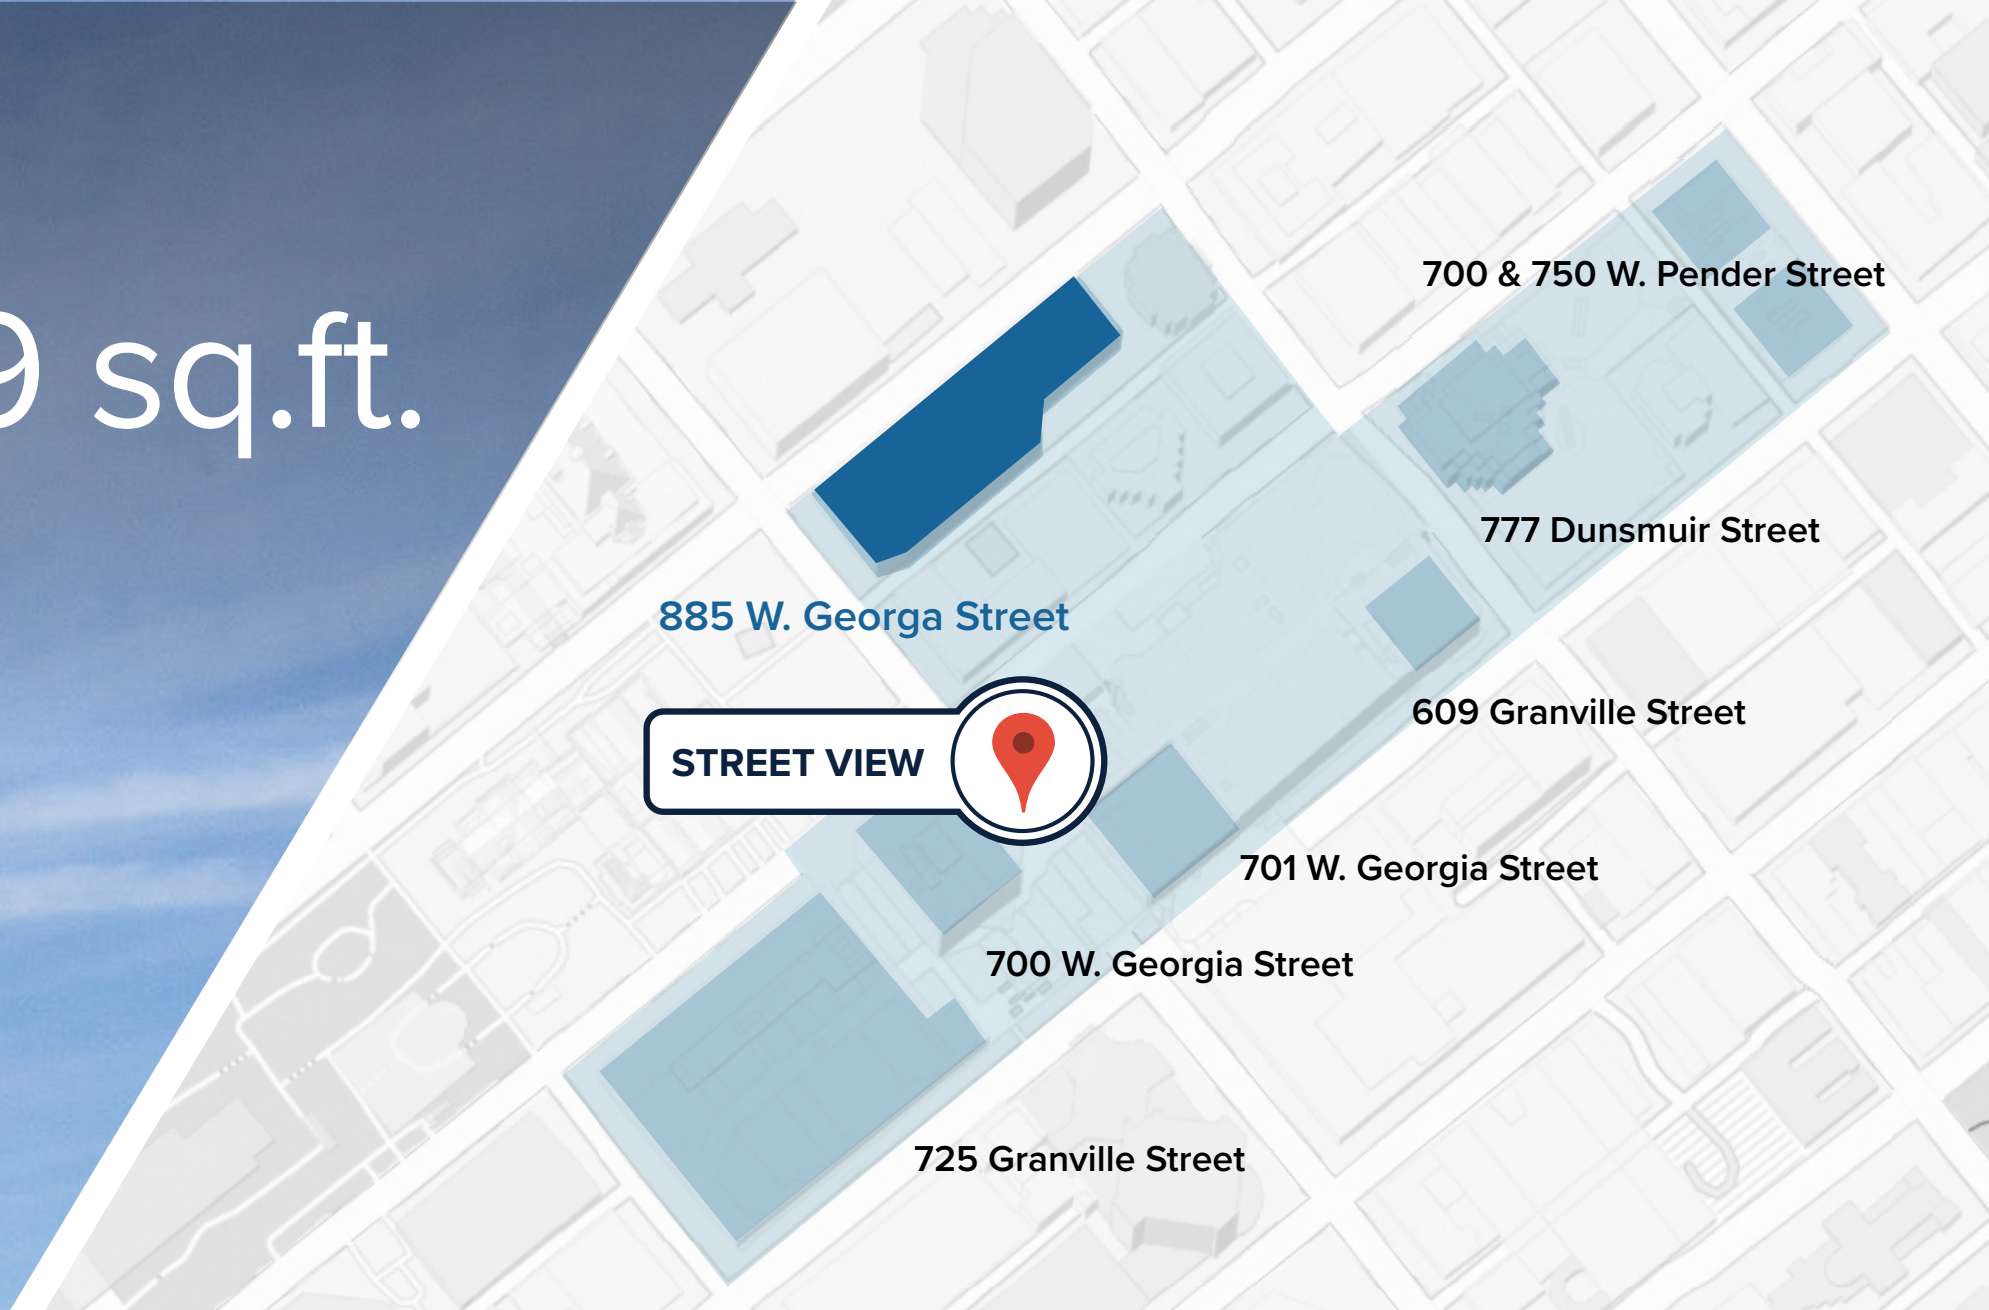 9 sq.ft.
700 & 750 W. Pender Street
777 Dunsmuir Street
885 W. Georga Street
609 Granville Street
STREET VIEW
701 W. Georgia Street
700 W. Georgia Street
725 Granville Street